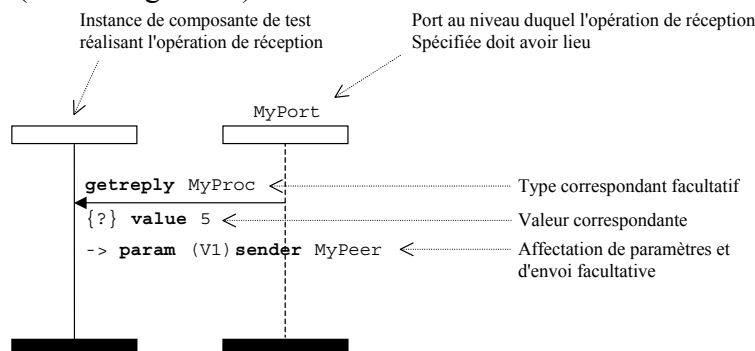 Instance de composante de test
réalisant l'opération de réception
Port au niveau duquel l'opération de réception
Spécifiée doit avoir lieu
MyPort
getreply MyProc
Type correspondant facultatif
{?} value 5
Valeur correspondante
-> param (V1) sender MyPeer
Affectation de paramètres et
d'envoi facultative